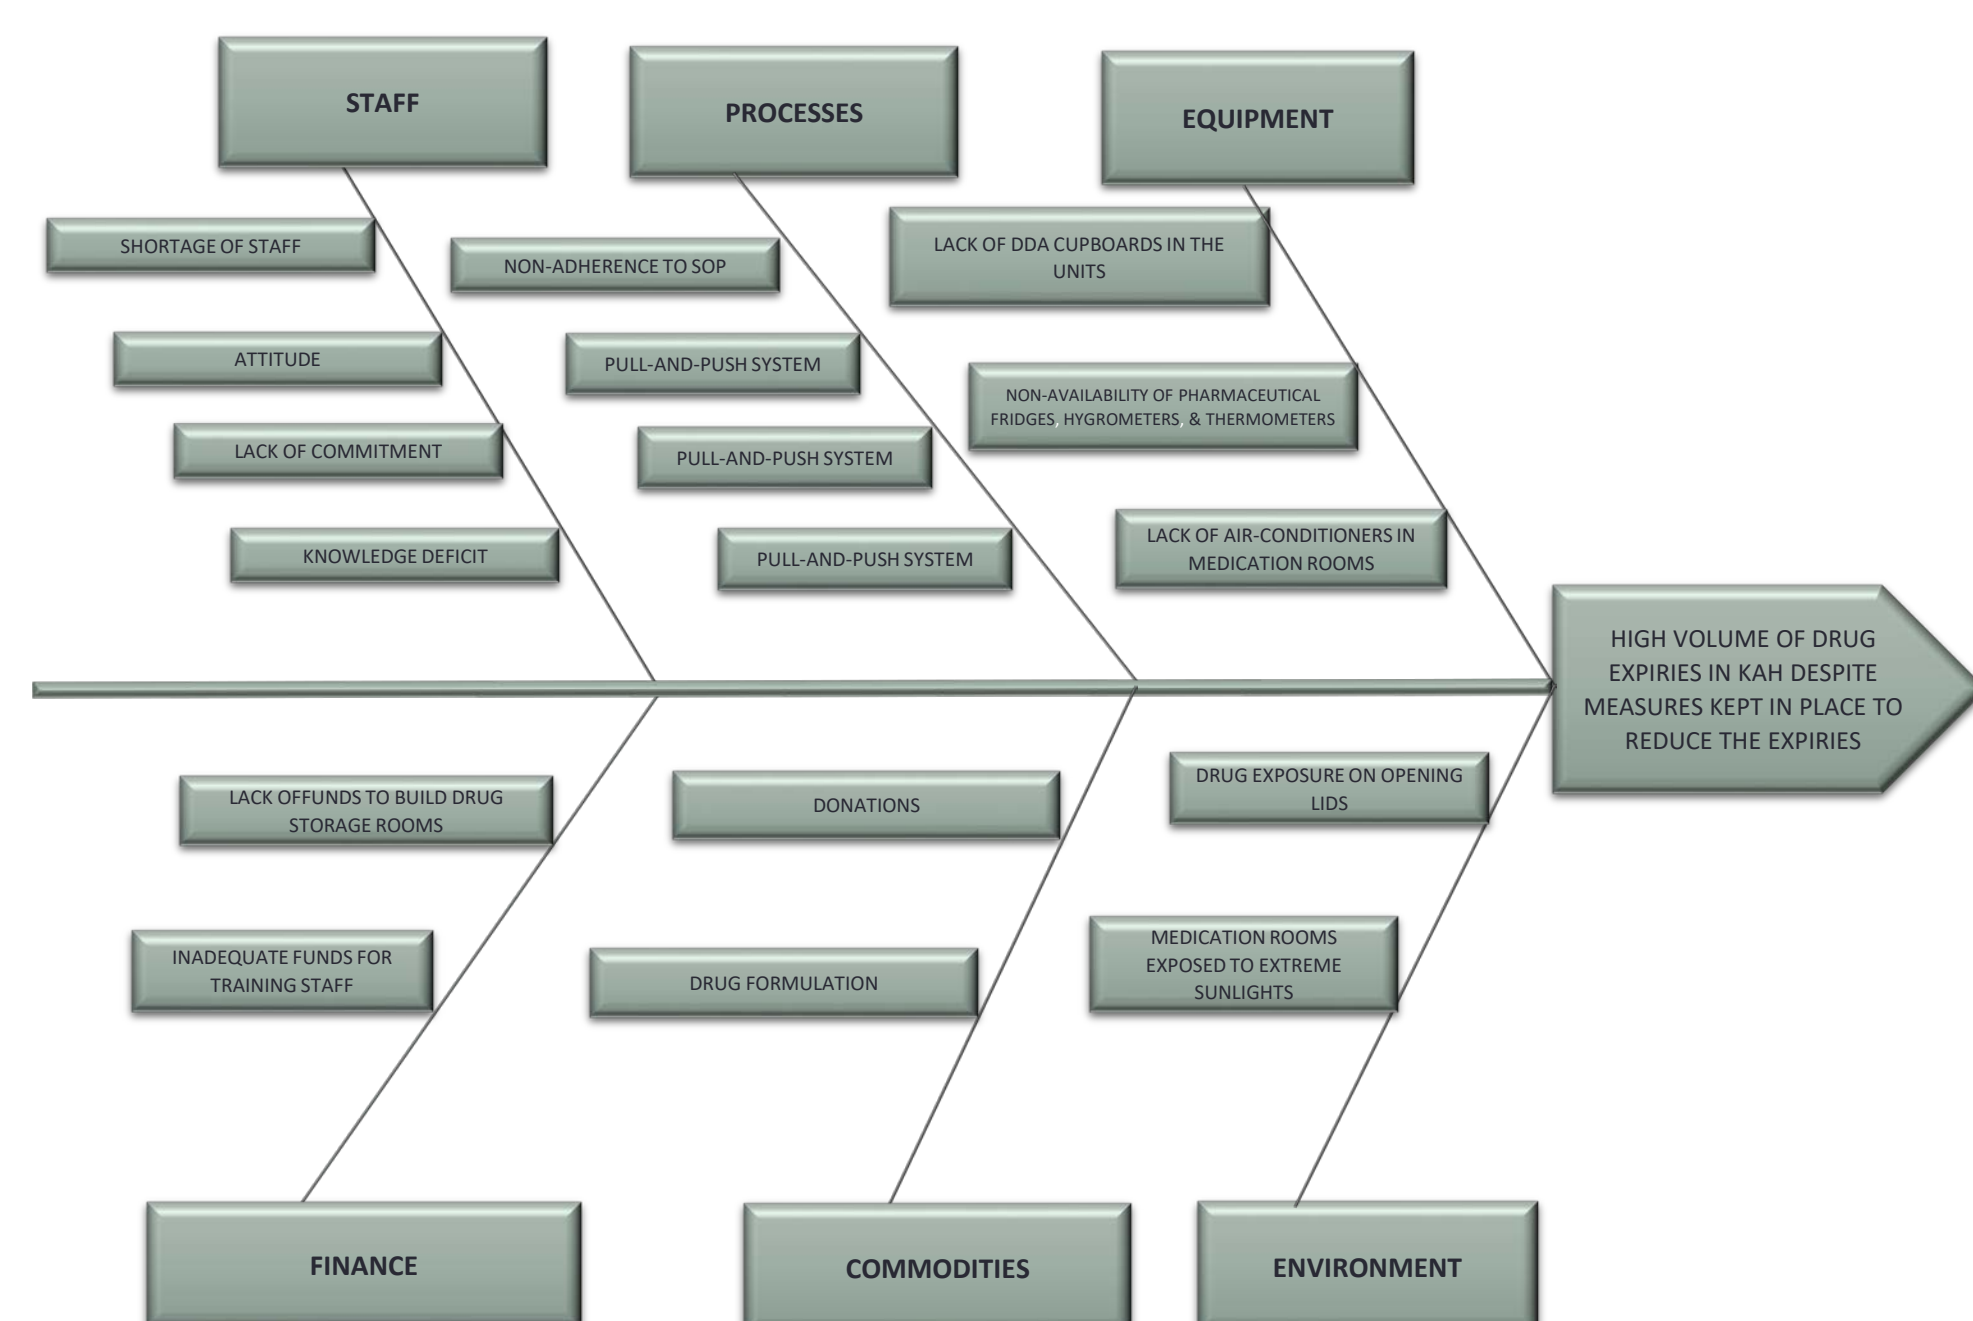 STAFF
PROCESSES
EQUIPMENT
SHORTAGE OF STAFF
ATTITUDE
LACK OF COMMITMENT
KNOWLEDGE DEFICIT
NON-ADHERENCE TO SOP
PULL-AND-PUSH SYSTEM
PULL-AND-PUSH SYSTEM
PULL-AND-PUSH SYSTEM
LACK OF DDA CUPBOARDS IN THE
UNITS
NON-AVAILABILITY OF PHARMACEUTICAL
FRIDGES, HYGROMETERS, & THERMOMETERS
LACK OF AIR-CONDITIONERS IN
MEDICATION ROOMS
HIGH VOLUME OF DRUG
EXPIRIES IN KAH DESPITE
MEASURES KEPT IN PLACE TO
REDUCE THE EXPIRIES
LACK OFFUNDS TO BUILD DRUG
STORAGE ROOMS
INADEQUATE FUNDS FOR
TRAINING STAFF
DONATIONS
DRUG FORMULATION
DRUG EXPOSURE ON OPENING
LIDS
MEDICATION ROOMS
EXPOSED TO EXTREME
SUNLIGHTS
FINANCE
COMMODITIES
ENVIRONMENT